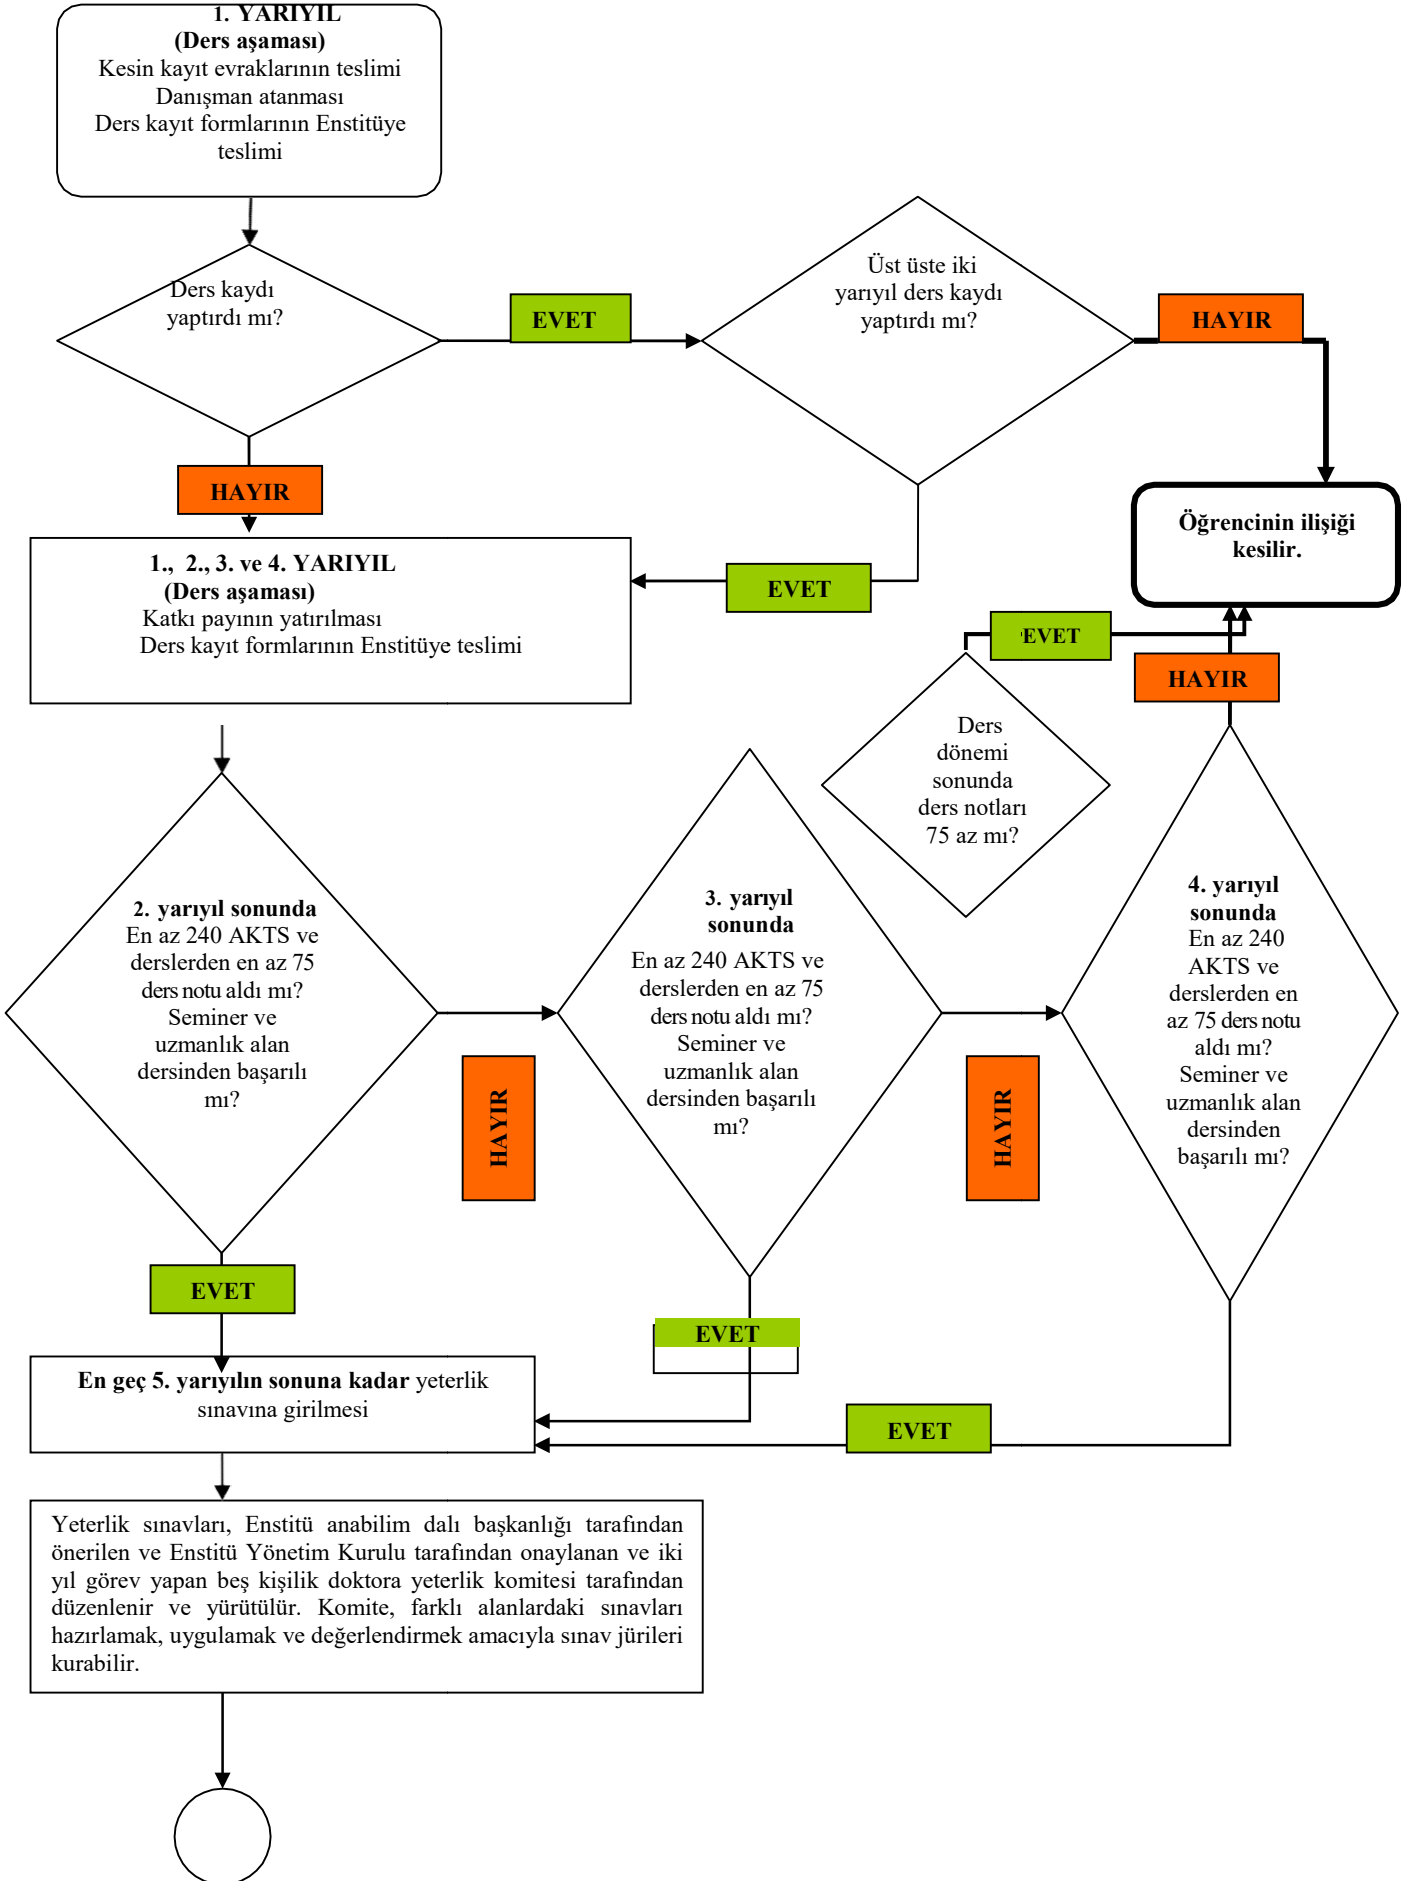 1. YARIYIL
(Ders aşaması)
Kesin kayıt evraklarının teslimi
Danışman atanması
Ders kayıt formlarının Enstitüye
teslimi
Ders kaydı
yaptırdı mı?
EVET
Üst üste iki
yarıyıl ders kaydı
yaptırdı mı?
HAYIR
HAYIR
Öğrencinin ilişiği
kesilir.
1., 2., 3. ve 4. YARIYIL
(Ders aşaması)
Katkı payının yatırılması
Ders kayıt formlarının Enstitüye teslimi
EVET
EVET
HAYIR
Ders
dönemi
sonunda
ders notları
75 az mı?
2. yarıyıl sonunda
En az 240 AKTS ve
derslerden en az 75
ders notu aldı mı?
Seminer ve
uzmanlık alan
dersinden başarılı
mı?
HAYIR
3. yarıyıl
sonunda
En az 240 AKTS ve
derslerden en az 75
ders notu aldı mı?
Seminer ve
uzmanlık alan
dersinden başarılı
mı?
HAYIR
4. yarıyıl
sonunda
En az 240
AKTS ve
derslerden en
az 75 ders notu
aldı mı?
Seminer ve
uzmanlık alan
dersinden
başarılı mı?
EVET
EVET
En geç 5. yarıyılın sonuna kadar yeterlik
sınavına girilmesi
EVET
Yeterlik sınavları, Enstitü anabilim dalı başkanlığı tarafından
önerilen ve Enstitü Yönetim Kurulu tarafından onaylanan ve iki
yıl görev yapan beş kişilik doktora yeterlik komitesi tarafından
düzenlenir ve yürütülür. Komite, farklı alanlardaki sınavları
hazırlamak, uygulamak ve değerlendirmek amacıyla sınav jürileri
kurabilir.